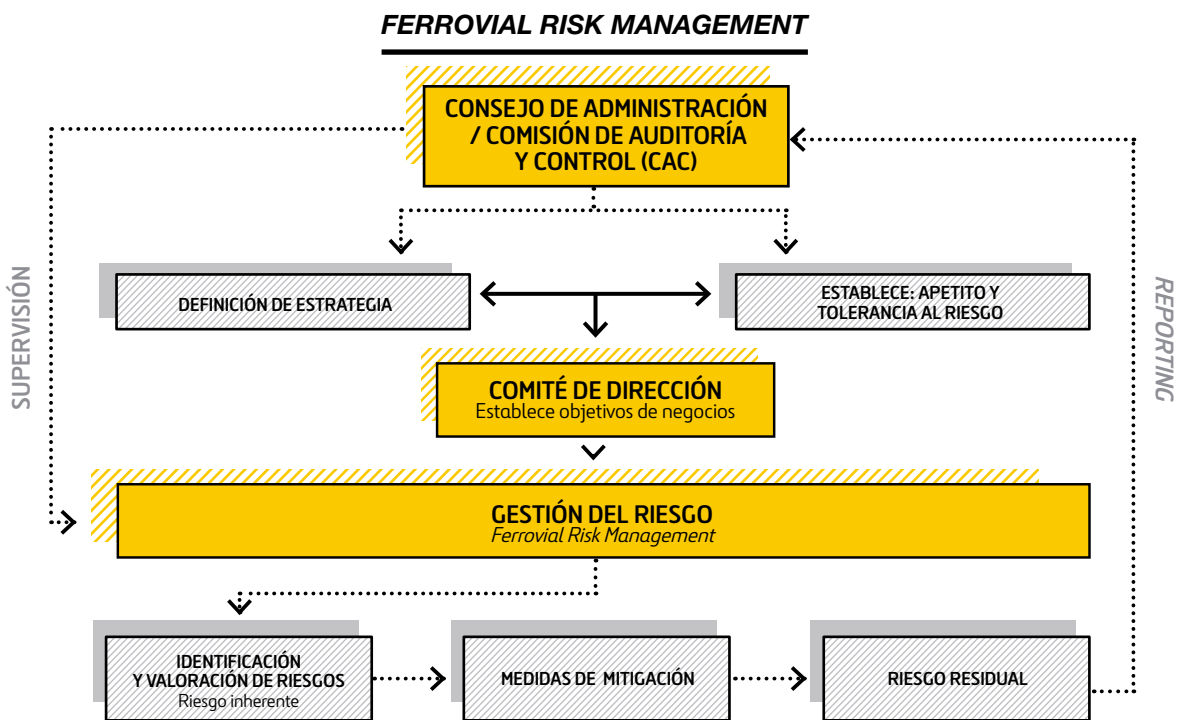 FERROVIAL RISK MANAGEMENT
CONSEJO DE ADMINISTRACIÓN
/ COMISIÓN DE AUDITORÍA
Y CONTROL (CAC)
SUPERVISIÓN
DEFINICIÓN DE ESTRATEGIA
ESTABLECE: APETITO Y
TOLERANCIA AL RIESGO
REPORTING
COMITÉ DE DIRECCIÓN
Establece objetivos de negocios
GESTIÓN DEL RIESGO
Ferrovial Risk Management
IDENTIFICACIÓN
Y VALORACIÓN DE RIESGOS
Riesgo inherente
MEDIDAS DE MITIGACIÓN
RIESGO RESIDUAL